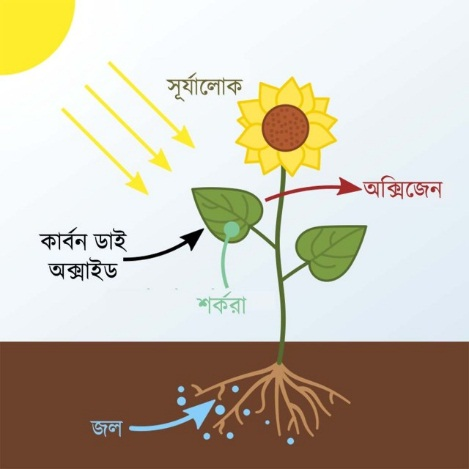 সূর্যালোক
অক্সিজেন
কার্বন ডাই
অক্সাইড
শর্করা
জল